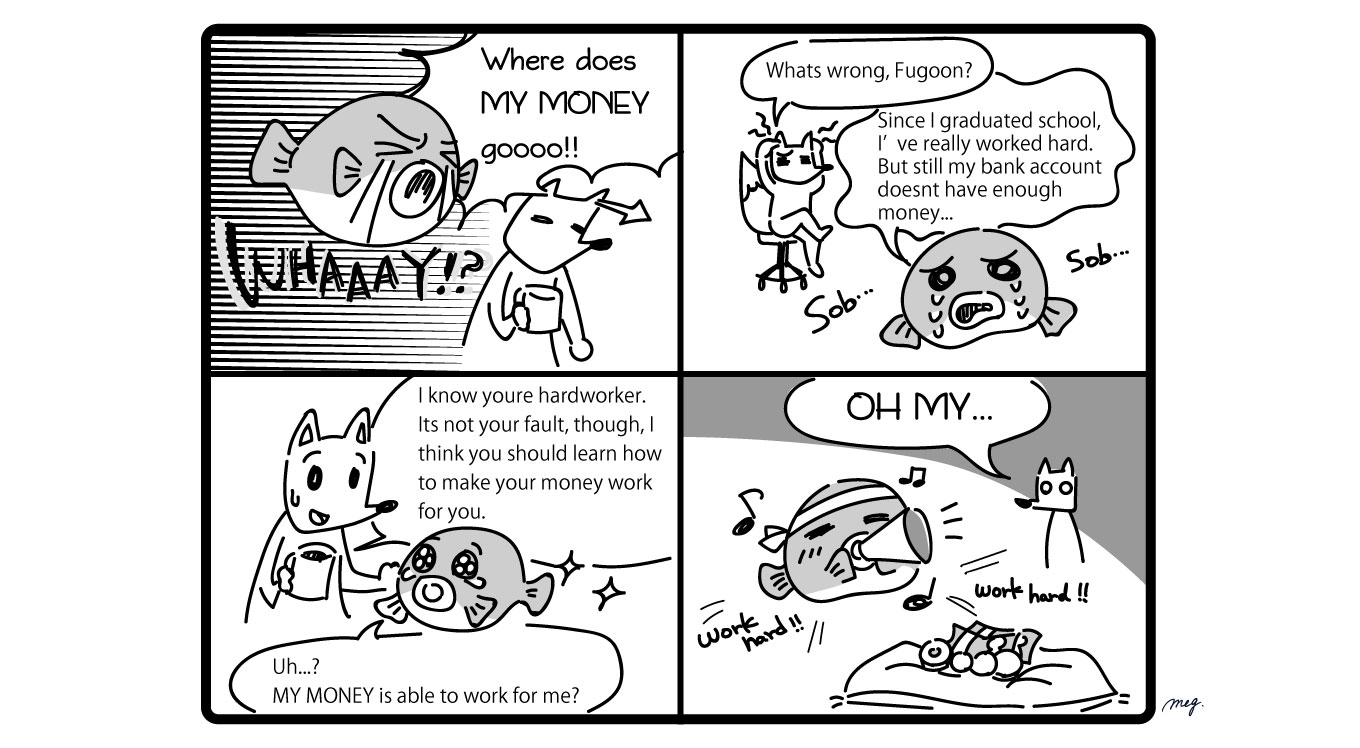 Where does
MY MONEY
goooo!!
WHAAAY!?
Whats wrong, Fugoon?
Since I graduated school,
I' ve really worked hard.
But still my bank account
doesnt have enough
money...
Sob...
Sob...
I know youre hardworker.
Its not your fault, though, I
think you should learn how
to make your money work
for you.
Uh...?
MY MONEY is able to work for me?
OH MY...
work hard!!
work
hard!!
meg.